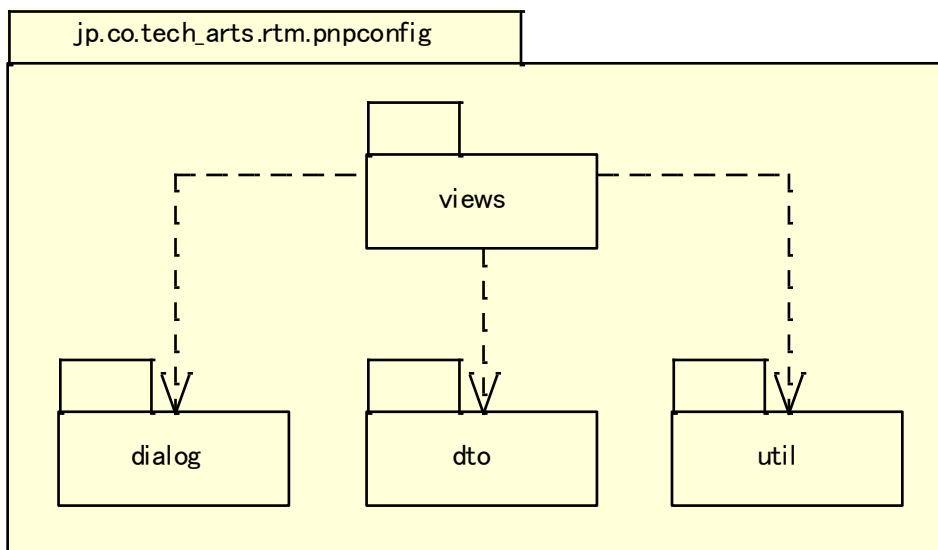 jp.co.tech_arts.rtm.pnpconfig
views
dialog
dto
util